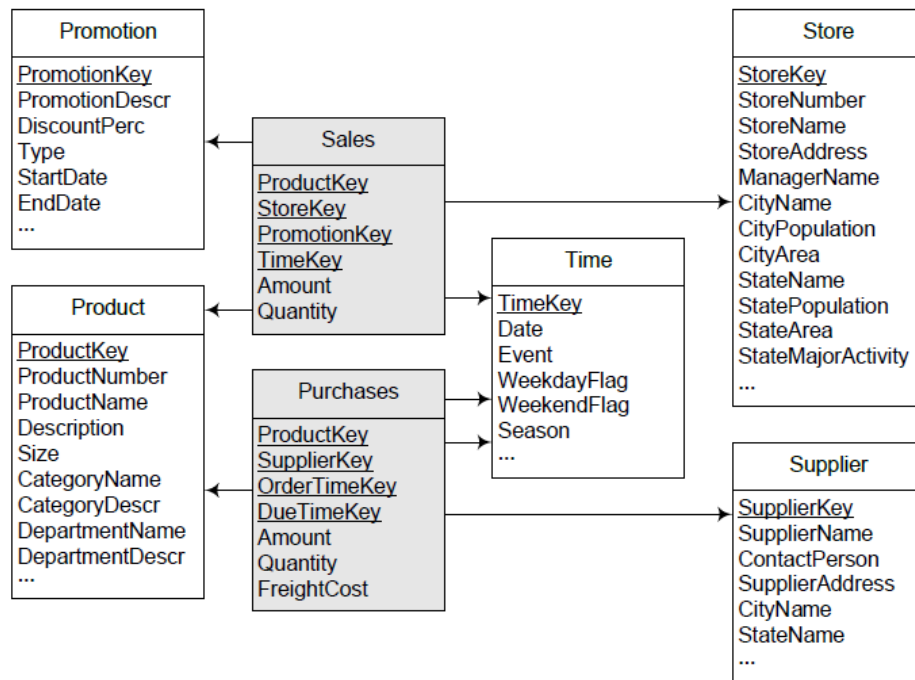 Promotion
PromotionKey
PromotionDescr
DiscountPerc
Type
StartDate
EndDate
...
Sales
ProductKey
StoreKey
PromotionKey
TimeKey
Amount
Quantity
Store
StoreKey
StoreNumber
StoreName
StoreAddress
ManagerName
CityName
CityPopulation
CityArea
StateName
StatePopulation
StateArea
StateMajorActivity
...
Time
TimeKey
Date
Event
WeekdayFlag
WeekendFlag
Season
...
Product
ProductKey
ProductNumber
ProductName
Description
Size
CategoryName
CategoryDescr
DepartmentName
DepartmentDescr
...
Purchases
ProductKey
SupplierKey
OrderTimeKey
DueTimeKey
Amount
Quantity
FreightCost
Supplier
SupplierKey
SupplierName
ContactPerson
SupplierAddress
CityName
StateName
...